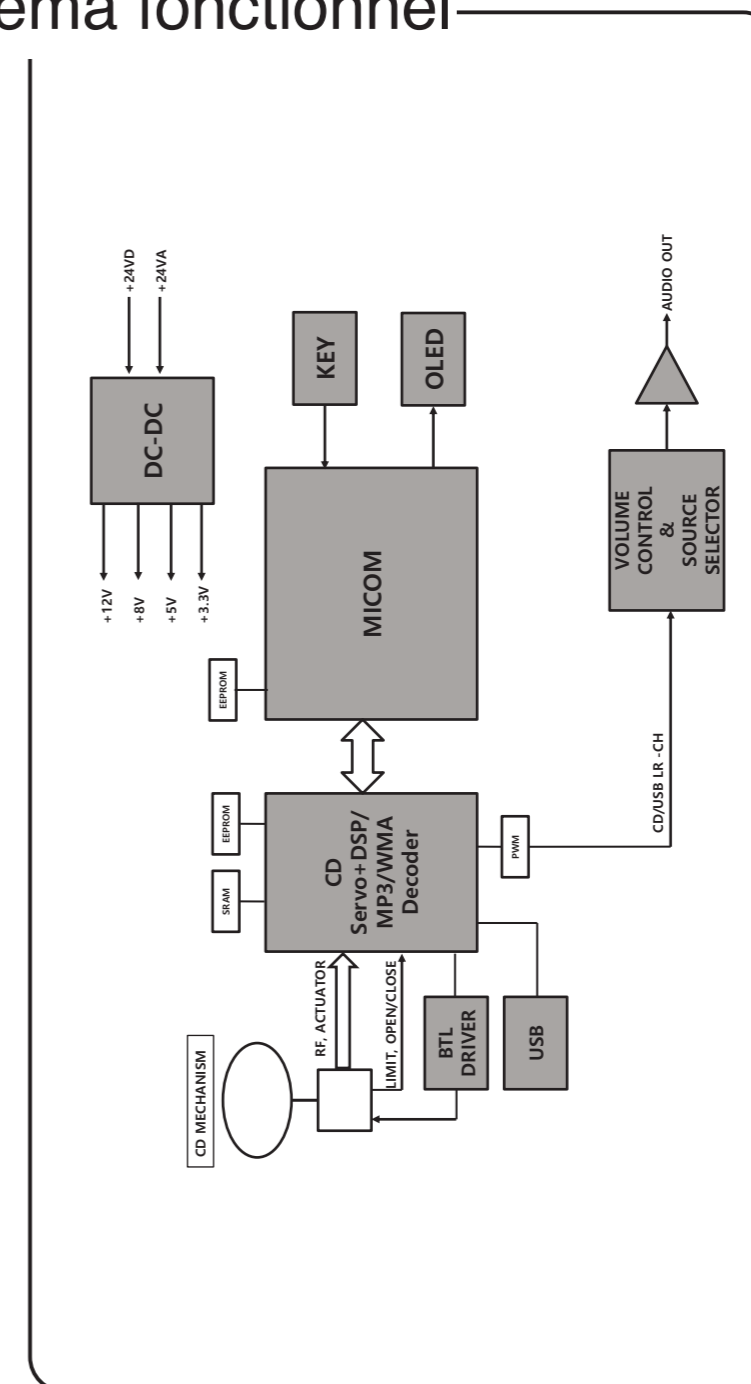 éma fonctionnel
+24VD
+24VA
DC-DC
+12V
+8V
+5V
+3.3V
KEY
OLED
MICOM
EEPROM
AUDIO OUT
VOLUME
CONTROL
&
SOURCE
SELECTOR
CD/USB LR -CH
PWM
EEPROM
SRAM
CD
Servo+DSP/
MP3/WMA
Decoder
RF, ACTUATOR
LIMIT, OPEN/CLOSE
CD MECHANISM
BTL
DRIVER
USB